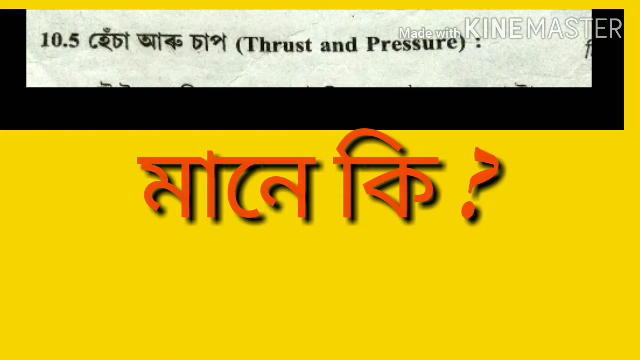 Made with KINEMASTER
10.5 হেঁচা আৰু চাপ (Thrust and Pressure) :
মানে কি ?